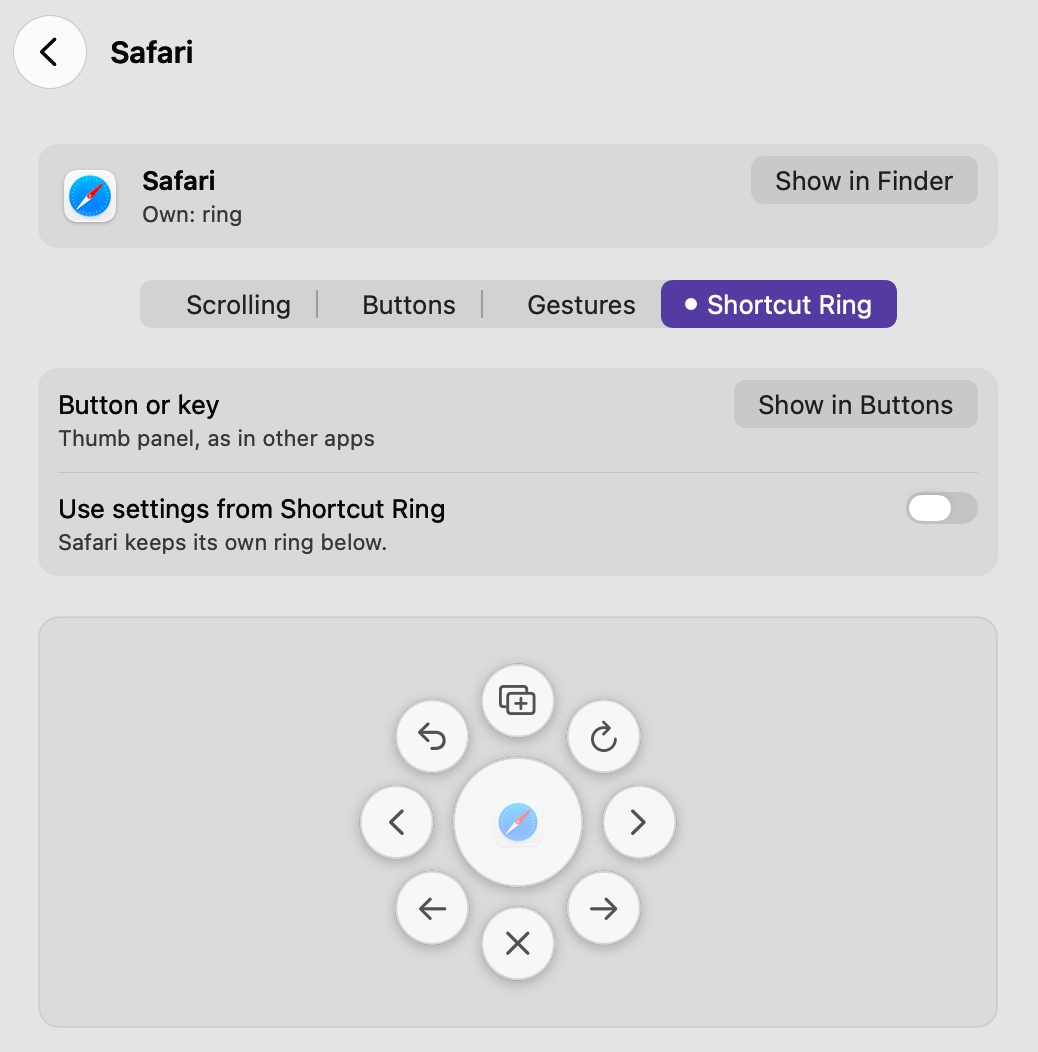 Safari
Safari
Show in Finder
Own: ring
Scrolling
Buttons
Gestures
Shortcut Ring
Button or key
Show in Buttons
Thumb panel, as in other apps
Use settings from Shortcut Ring
Safari keeps its own ring below.